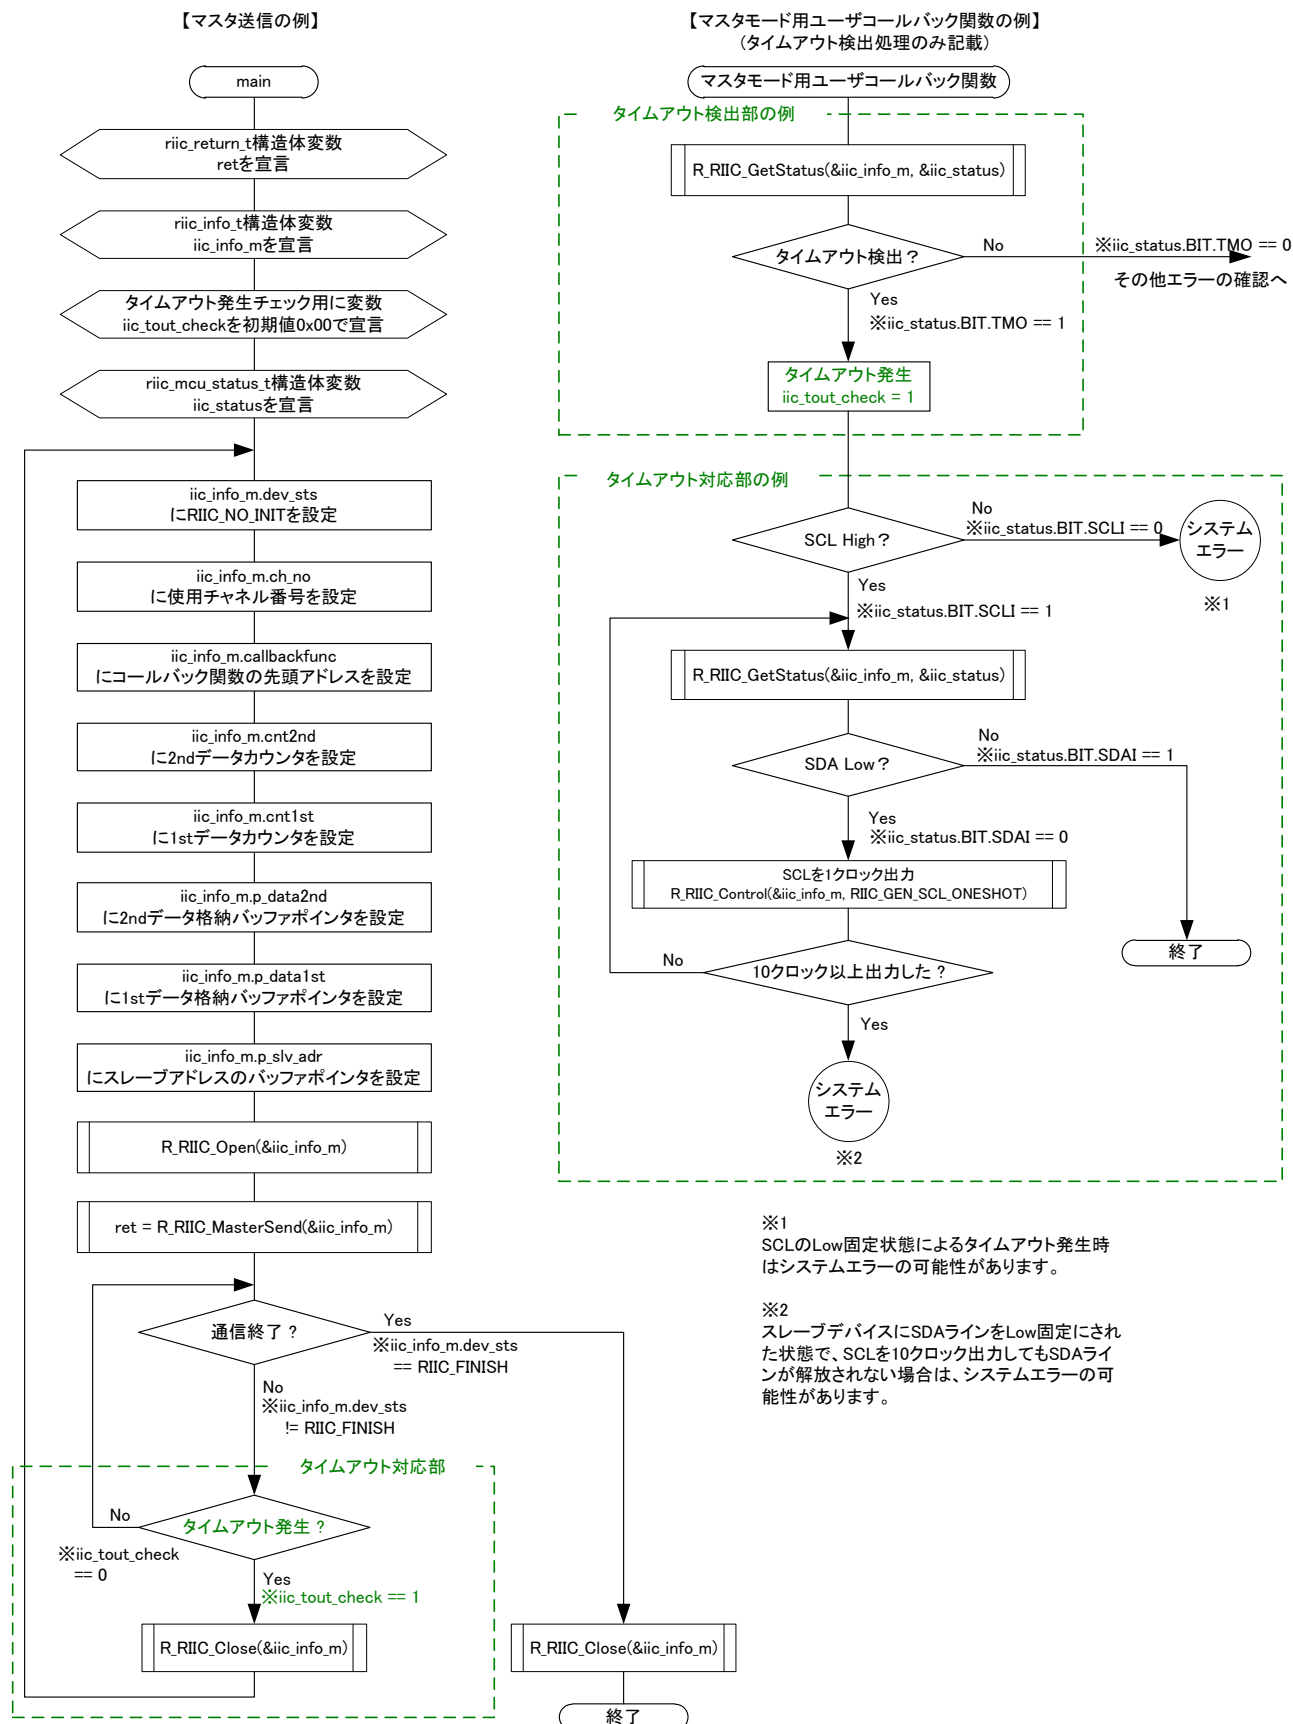 【マスタ送信の例】
main
riic_return_t構造体変数
retを宣言
riic_info_t構造体変数
iic_info_mを宣言
タイムアウト発生チェック用に変数
iic_tout_checkを初期値0x00で宣言
riic_mcu_status_t構造体変数
iic_statusを宣言
iic_info_m.dev_sts
にRIIC_NO_INITを設定
iic_info_m.ch_no
に使用チャネル番号を設定
iic_info_m.callbackfunc
にコールバック関数の先頭アドレスを設定
iic_info_m.cnt2nd
に2ndデータカウンタを設定
iic_info_m.cnt1st
に1stデータカウンタを設定
iic_info_m.p_data2nd
に2ndデータ格納バッファポインタを設定
iic_info_m.p_data1st
に1stデータ格納バッファポインタを設定
iic_info_m.p_slv_adr
にスレーブアドレスのバッファポインタを設定
R_RIIC_Open(&iic_info_m)
ret = R_RIIC_MasterSend(&iic_info_m)
通信終了？
Yes
※iic_info_m.dev_sts
== RIIC_FINISH
No
※iic_info_m.dev_sts
!= RIIC_FINISH
タイムアウト対応部
タイムアウト発生？
No
※iic_tout_check
== 0
Yes
※iic_tout_check == 1
R_RIIC_Close(&iic_info_m)
R_RIIC_Close(&iic_info_m)
終了
【マスタモード用ユーザコールバック関数の例】
（タイムアウト検出処理のみ記載）
マスタモード用ユーザコールバック関数
タイムアウト検出部の例
R_RIIC_GetStatus(&iic_info_m, &iic_status)
タイムアウト検出？
No
※iic_status.BIT.TMO == 0
その他エラーの確認へ
Yes
※iic_status.BIT.TMO == 1
タイムアウト発生
iic_tout_check = 1
タイムアウト対応部の例
SCL High？
No
※iic_status.BIT.SCLI == 0
システム
エラー
※1
Yes
※iic_status.BIT.SCLI == 1
R_RIIC_GetStatus(&iic_info_m, &iic_status)
SDA Low？
No
※iic_status.BIT.SDAI == 1
Yes
※iic_status.BIT.SDAI == 0
SCLを1クロック出力
R_RIIC_Control(&iic_info_m, RIIC_GEN_SCL_ONESHOT)
終了
10クロック以上出力した？
No
Yes
システム
エラー
※2
※1
SCLのLow固定状態によるタイムアウト発生時
はシステムエラーの可能性があります。
※2
スレーブデバイスにSDAラインをLow固定にされ
た状態で、SCLを10クロック出力してもSDAライ
ンが解放されない場合は、システムエラーの可
能性があります。